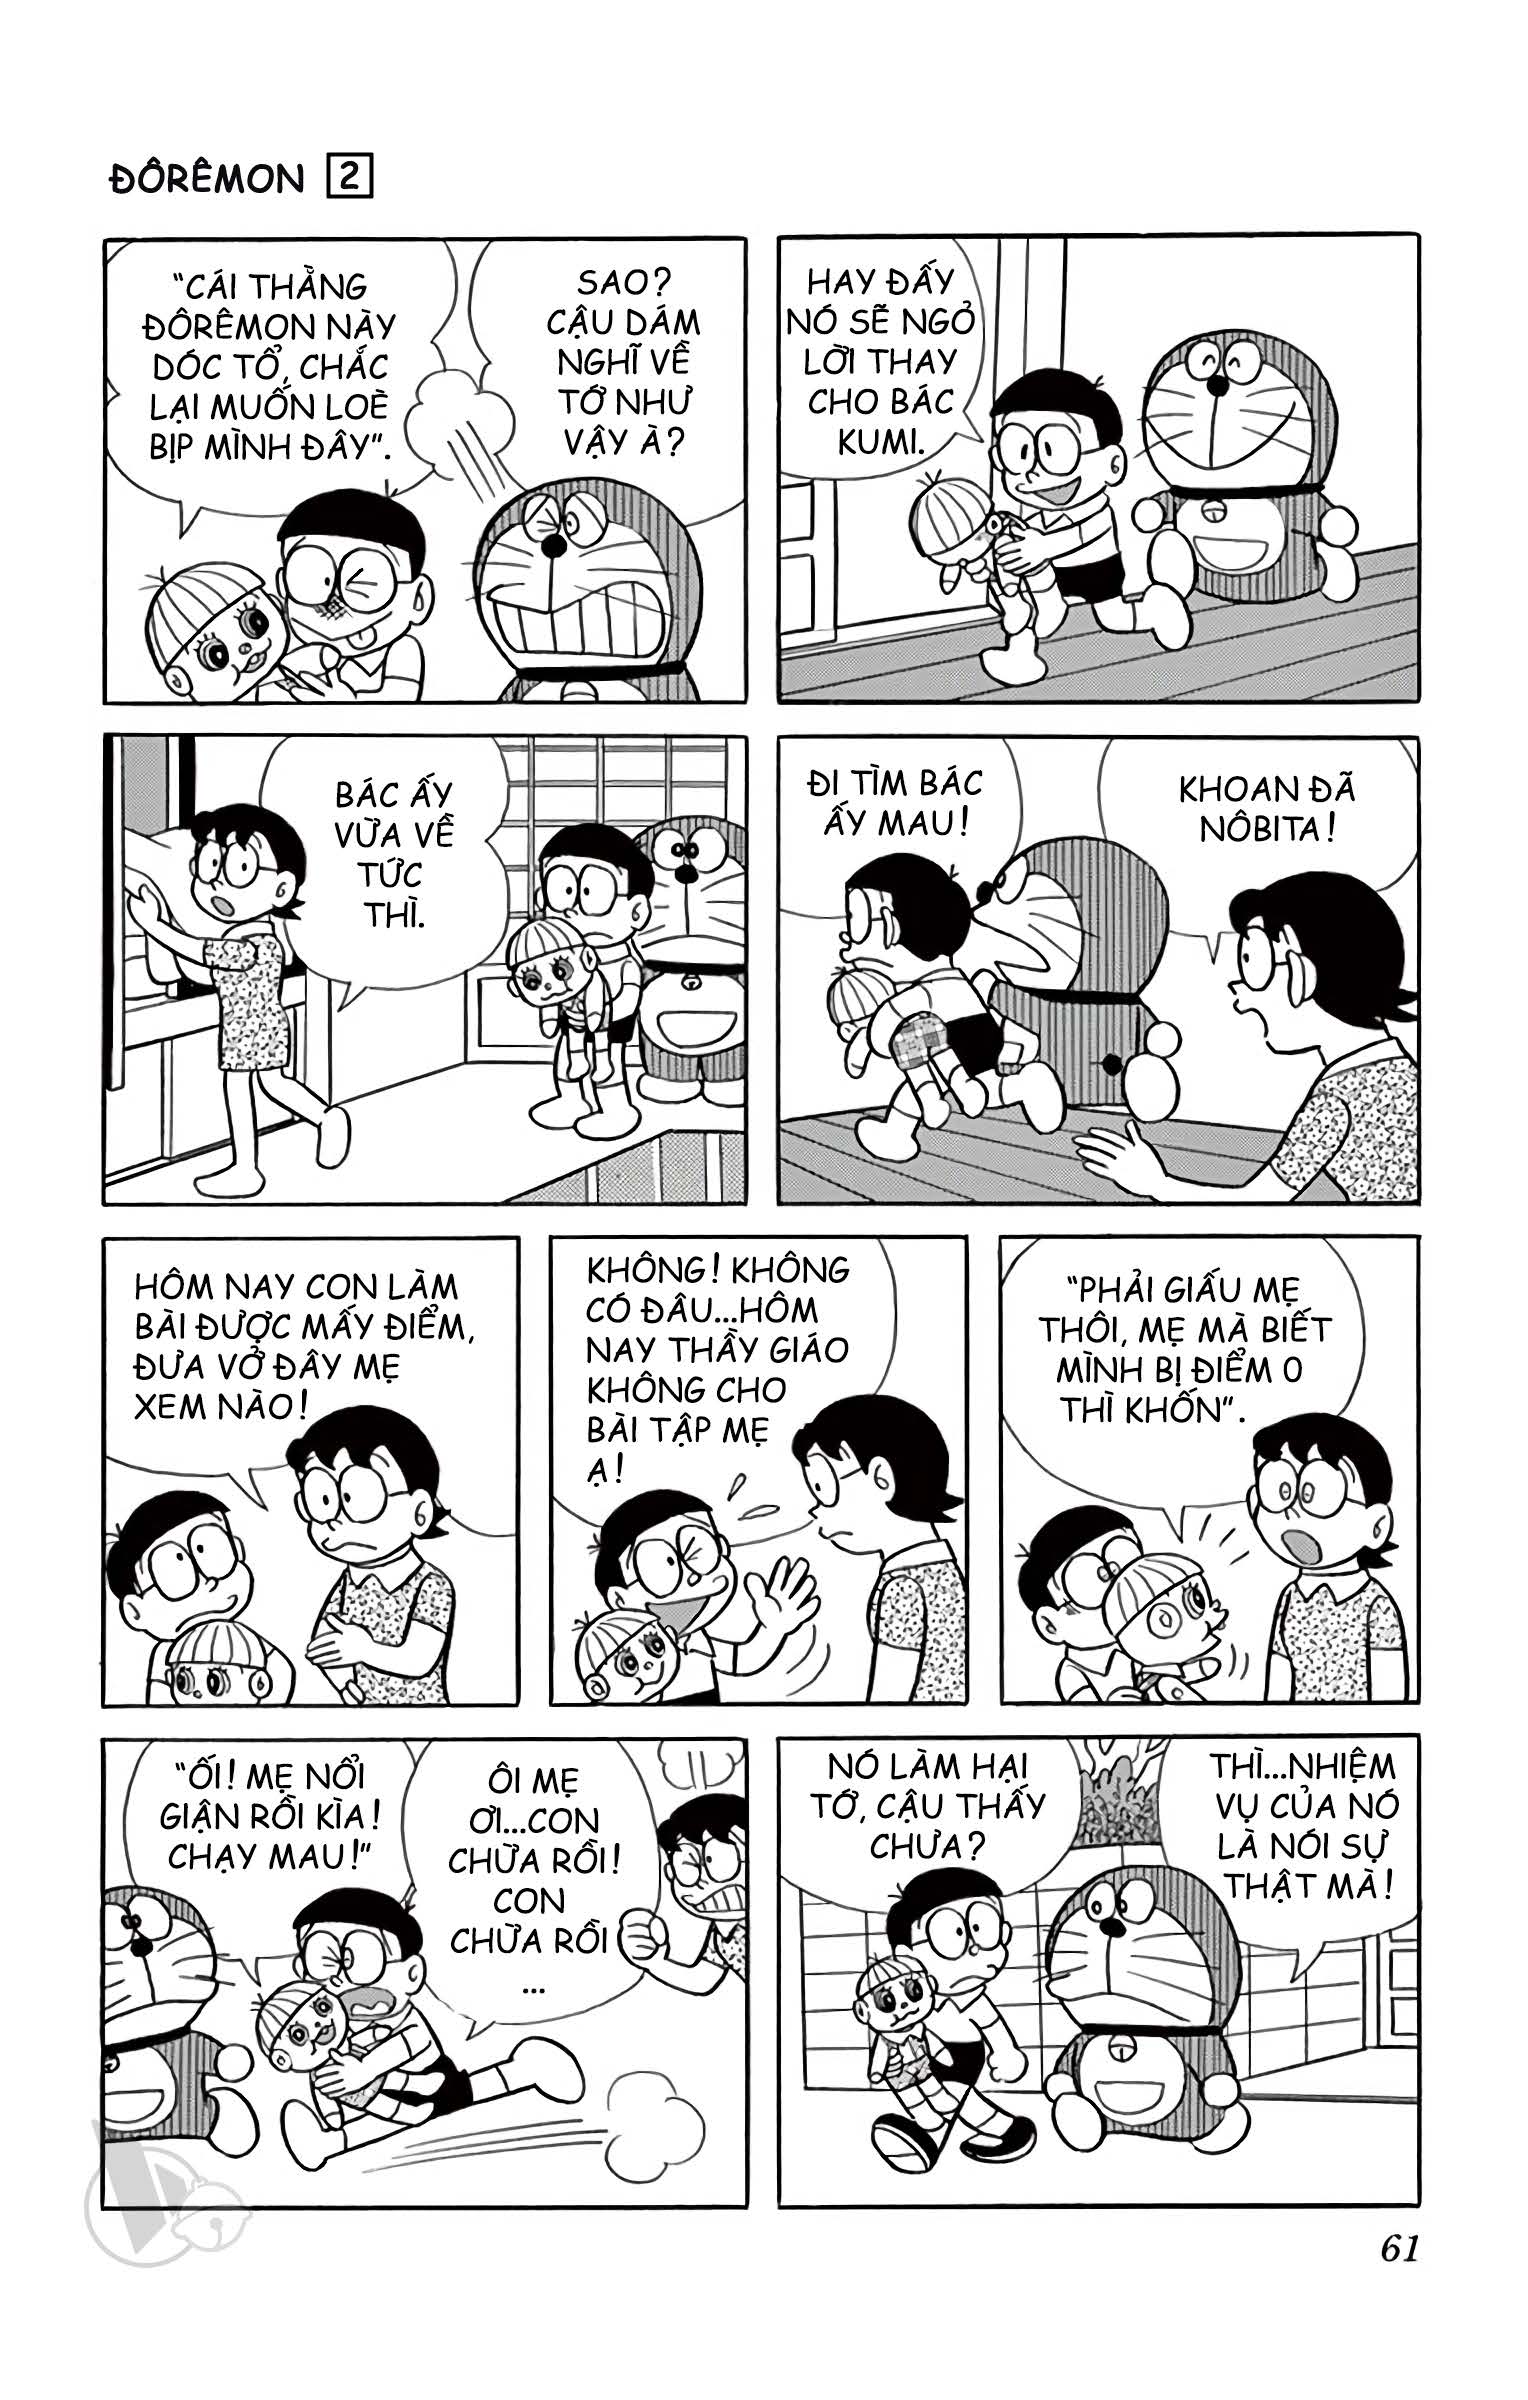 ĐÔRÊMON 2
“CÁI THẰNG
ĐÔRÊMON NÀY
DÓC TỔ, CHẮC
LẠI MUỐN LOÈ
BỊP MÌNH ĐÂY”.
SAO?
CẬU DÁM
NGHĨ VỀ
TỚ NHƯ
VẬY À?
HAY ĐẤY
NÓ SẼ NGỎ
LỜI THAY
CHO BÁC
KUMI.
BÁC ẤY
VỪA VỀ
TỨC
THÌ.
ĐI TÌM BÁC
ẤY MAU!
KHOAN ĐÃ
NÔBITA!
HÔM NAY CON LÀM
BÀI ĐƯỢC MẤY ĐIỂM,
ĐƯA VỞ ĐÂY MẸ
XEM NÀO!
KHÔNG! KHÔNG
CÓ ĐÂU...HÔM
NAY THẦY GIÁO
KHÔNG CHO
BÀI TẬP MẸ
Ạ!
“PHẢI GIẤU MẸ
THÔI, MẸ MÀ BIẾT
MÌNH BỊ ĐIỂM 0
THÌ KHỐN”.
“ỐI! MẸ NỔI
GIẬN RỒI KÌA!
CHẠY MAU!”
ÔI MẸ
ƠI...CON
CHỪA RỒI!
CON
CHỪA RỒI
...
NÓ LÀM HẠI
TỚ, CẬU THẤY
CHƯA?
THÌ...NHIỆM
VỤ CỦA NÓ
LÀ NÓI SỰ
THẬT MÀ!
61